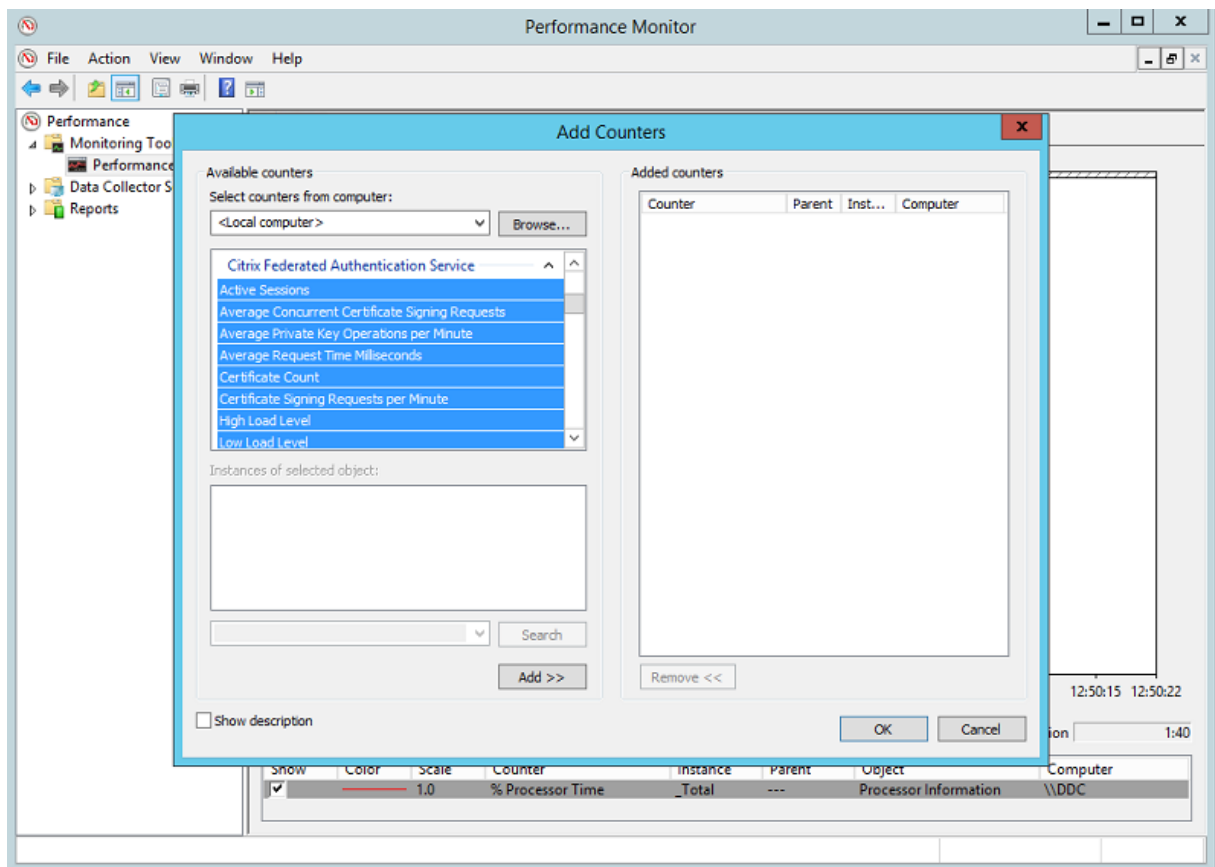 Performance Monitor
File Action View Window Help
Performance
Monitoring Too
Performance
Data Collector S
Reports
Add Counters
Available counters
Select counters from computer:
<Local computer>
Browse...
Citrix Federated Authentication Service
Active Sessions
Average Concurrent Certificate Signing Requests
Average Private Key Operations per Minute
Average Request Time Miliseconds
Certificate Count
Certificate Signing Requests per Minute
High Load Level
Low Load Level
Instances of selected object:
Search
Add >>
Show description
Added counters
Counter Parent Inst... Computer
Remove <<
OK Cancel
12:50:15 12:50:22
ion 1:40
Show Color Scale Counter Instance Parent Object Computer
1.0 % Processor Time _Total --- Processor Information \\DDC